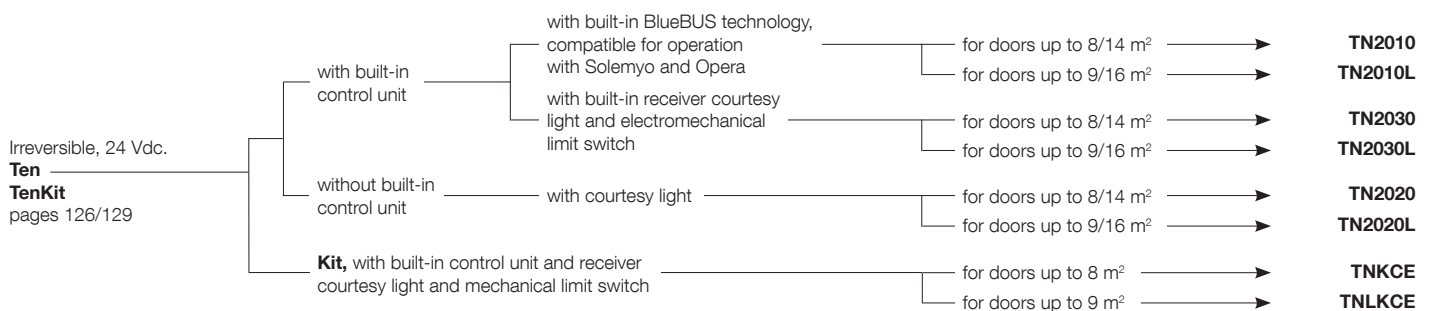 Irreversible, 24 Vdc.
Ten
TenKit
pages 126/129
with built-in
control unit
with built-in BlueBUS technology,
compatible for operation
with Solemyo and Opera
for doors up to 8/14 m²
TN2010
for doors up to 9/16 m²
TN2010L
with built-in receiver courtesy
light and electromechanical
limit switch
for doors up to 8/14 m²
TN2030
for doors up to 9/16 m²
TN2030L
without built-in
control unit
with courtesy light
for doors up to 8/14 m²
TN2020
for doors up to 9/16 m²
TN2020L
Kit, with built-in control unit and receiver
courtesy light and mechanical limit switch
for doors up to 8 m²
TNKCE
for doors up to 9 m²
TNLKCE